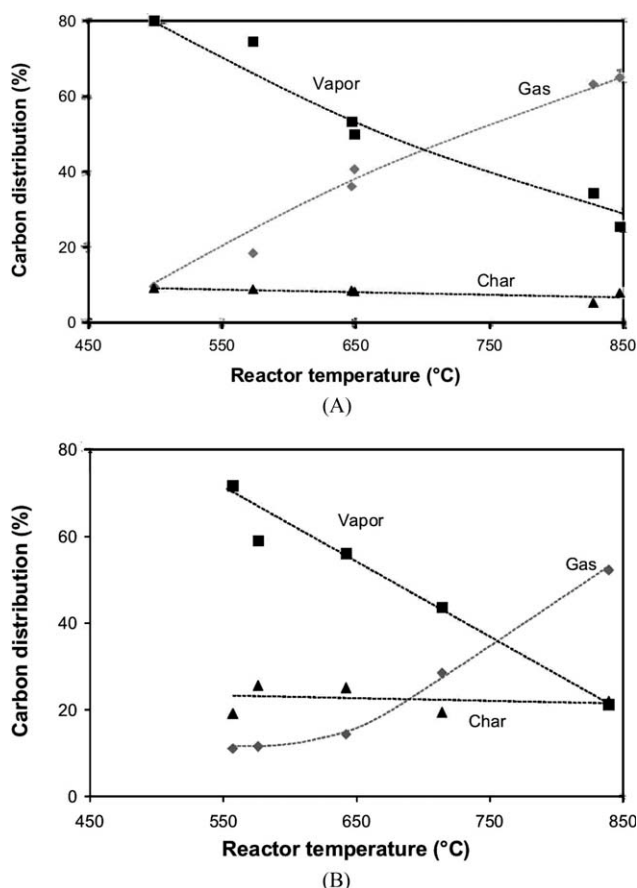 80
Vapor
Gas
60
Carbon distribution (%)
40
20
Char
0
450 550 650 750 850
Reactor temperature (°C)
(A)
80
Vapor
60
Gas
Carbon distribution (%)
40
20
Char
0
450 550 650 750 850
Reactor temperature (°C)
(B)